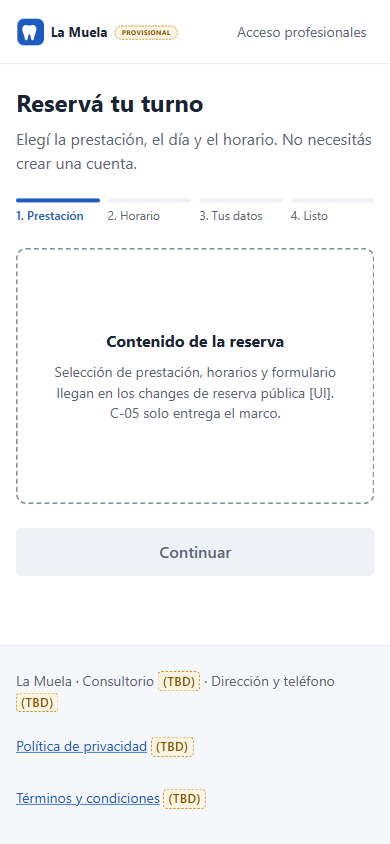 La Muela PROVISIONAL Acceso profesionales
Reservá tu turno
Elegí la prestación, el día y el horario. No necesitás
crear una cuenta.
1. Prestación 2. Horario 3. Tus datos 4. Listo
Contenido de la reserva
Selección de prestación, horarios y formulario
llegan en los changes de reserva pública [UI].
C-05 solo entrega el marco.
Continuar
La Muela · Consultorio (TBD) · Dirección y teléfono
(TBD)
Política de privacidad (TBD)
Términos y condiciones (TBD)